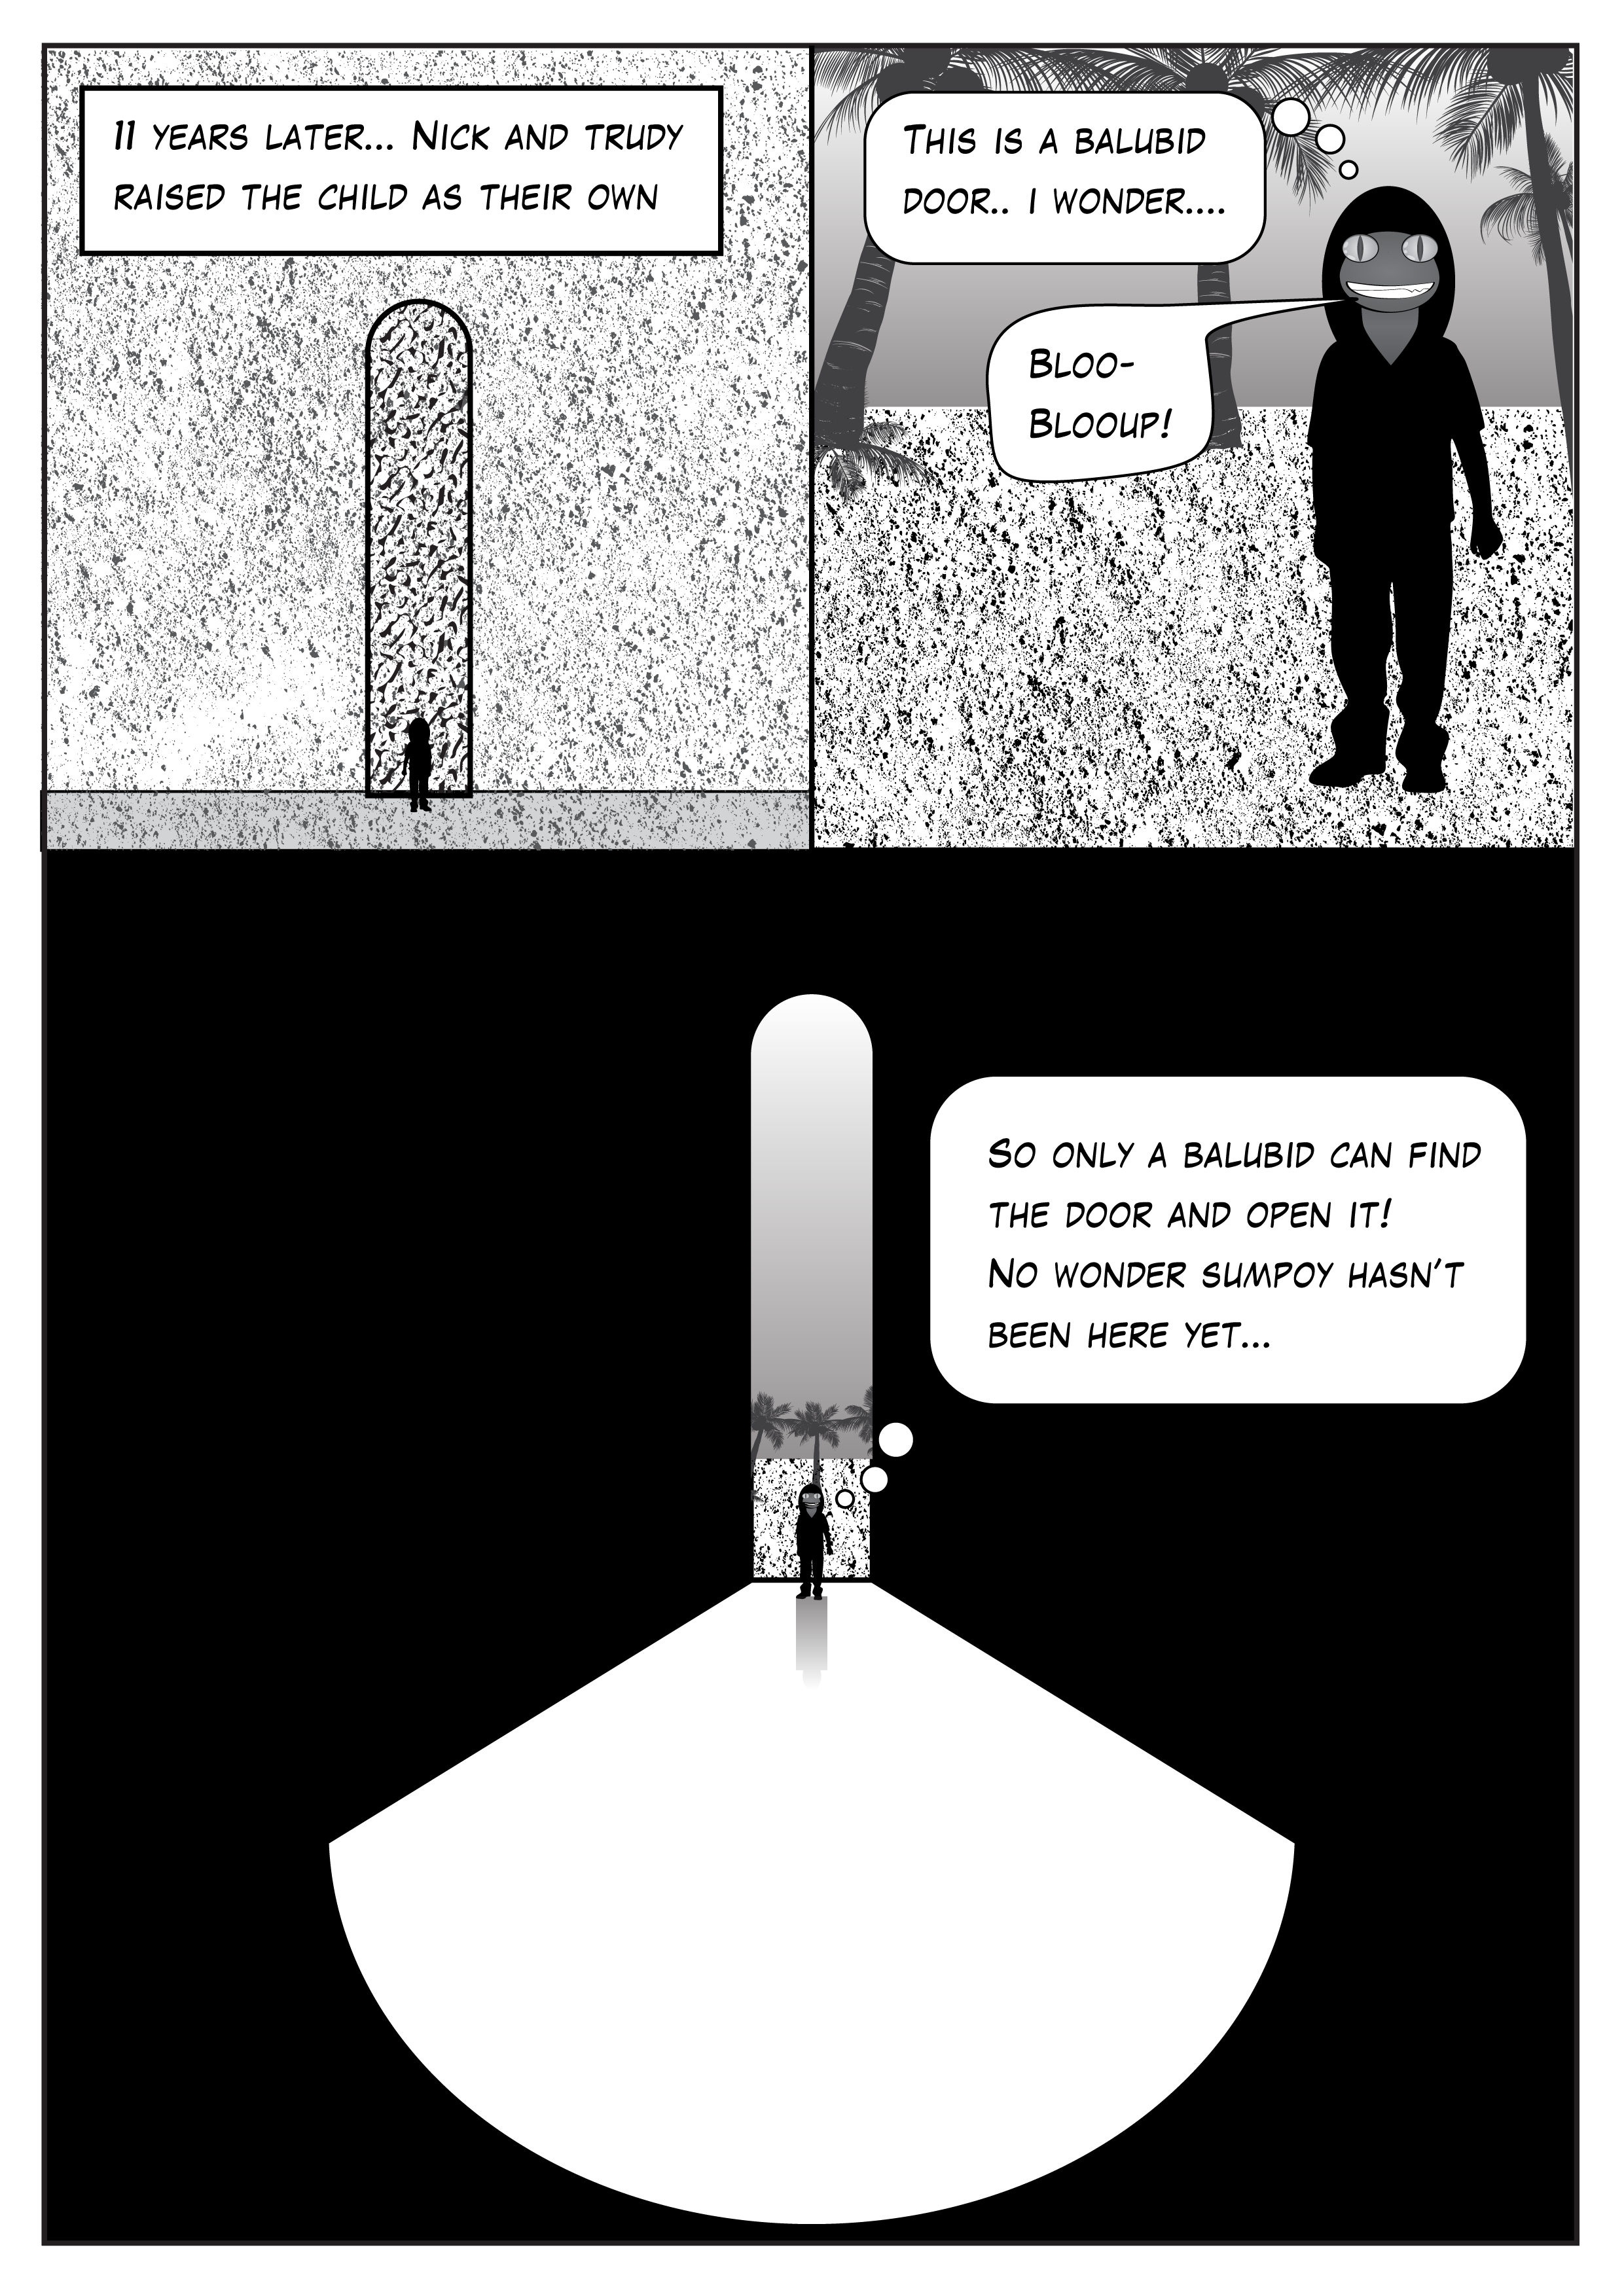 11 YEARS LATER... NICK AND TRUDY
RAISED THE CHILD AS THEIR OWN
THIS IS A BALUBID
DOOR.. I WONDER....
BLOO-
BLOOUP!
SO ONLY A BALUBID CAN FIND
THE DOOR AND OPEN IT!
NO WONDER SUMPOY HASN'T
BEEN HERE YET...